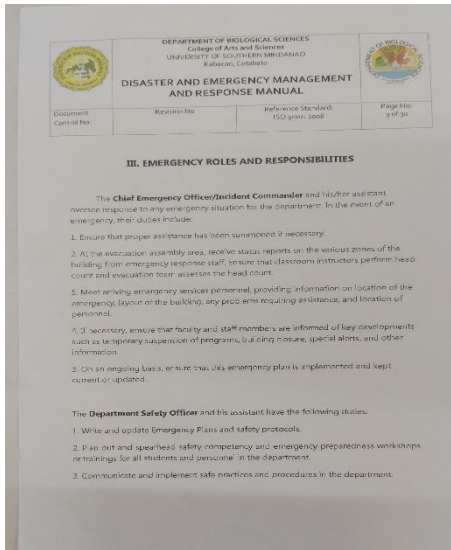 DEPARTMENT OF BIOLOGICAL SCIENCES
College of Arts and Sciences
UNIVERSITY OF SOUTHERN MINDANAO
Kabacan, Cotabato
DISASTER AND EMERGENCY MANAGEMENT
AND RESPONSE MANUAL
Document
Control No:
Revision No
Reference Standard:
ISO 9001: 2008
Page No:
3 of 30
III. EMERGENCY ROLES AND RESPONSIBILITIES
The Chief Emergency Officer/Incident Commander and his/her assistant
oversee response to any emergency situation for the department. In the event of an
emergency, their duties include:
1. Ensure that proper assistance has been summoned if necessary.
2. At the evacuation assembly area, receive status reports on the various zones of the
building from emergency response staff. Ensure that classroom instructors perform head
count and evacuation team assesses the head count.
3. Meet arriving emergency services personnel, providing information on location of the
emergency, layout of the building, any problems requiring assistance, and location of
personnel.
4. If necessary, ensure that faculty and staff members are informed of key developments
such as temporary suspension of programs, building closure, special alerts, and other
information.
5. On an ongoing basis, ensure that this emergency plan is implemented and kept
current or updated.
The Department Safety Officer and his assistant have the following duties:
1. Write and update Emergency Plans and safety protocols.
2. Plan out and spearhead safety competency and emergency preparedness workshops
or trainings for all students and personnel in the department.
3. Communicate and implement safe practices and procedures in the department.